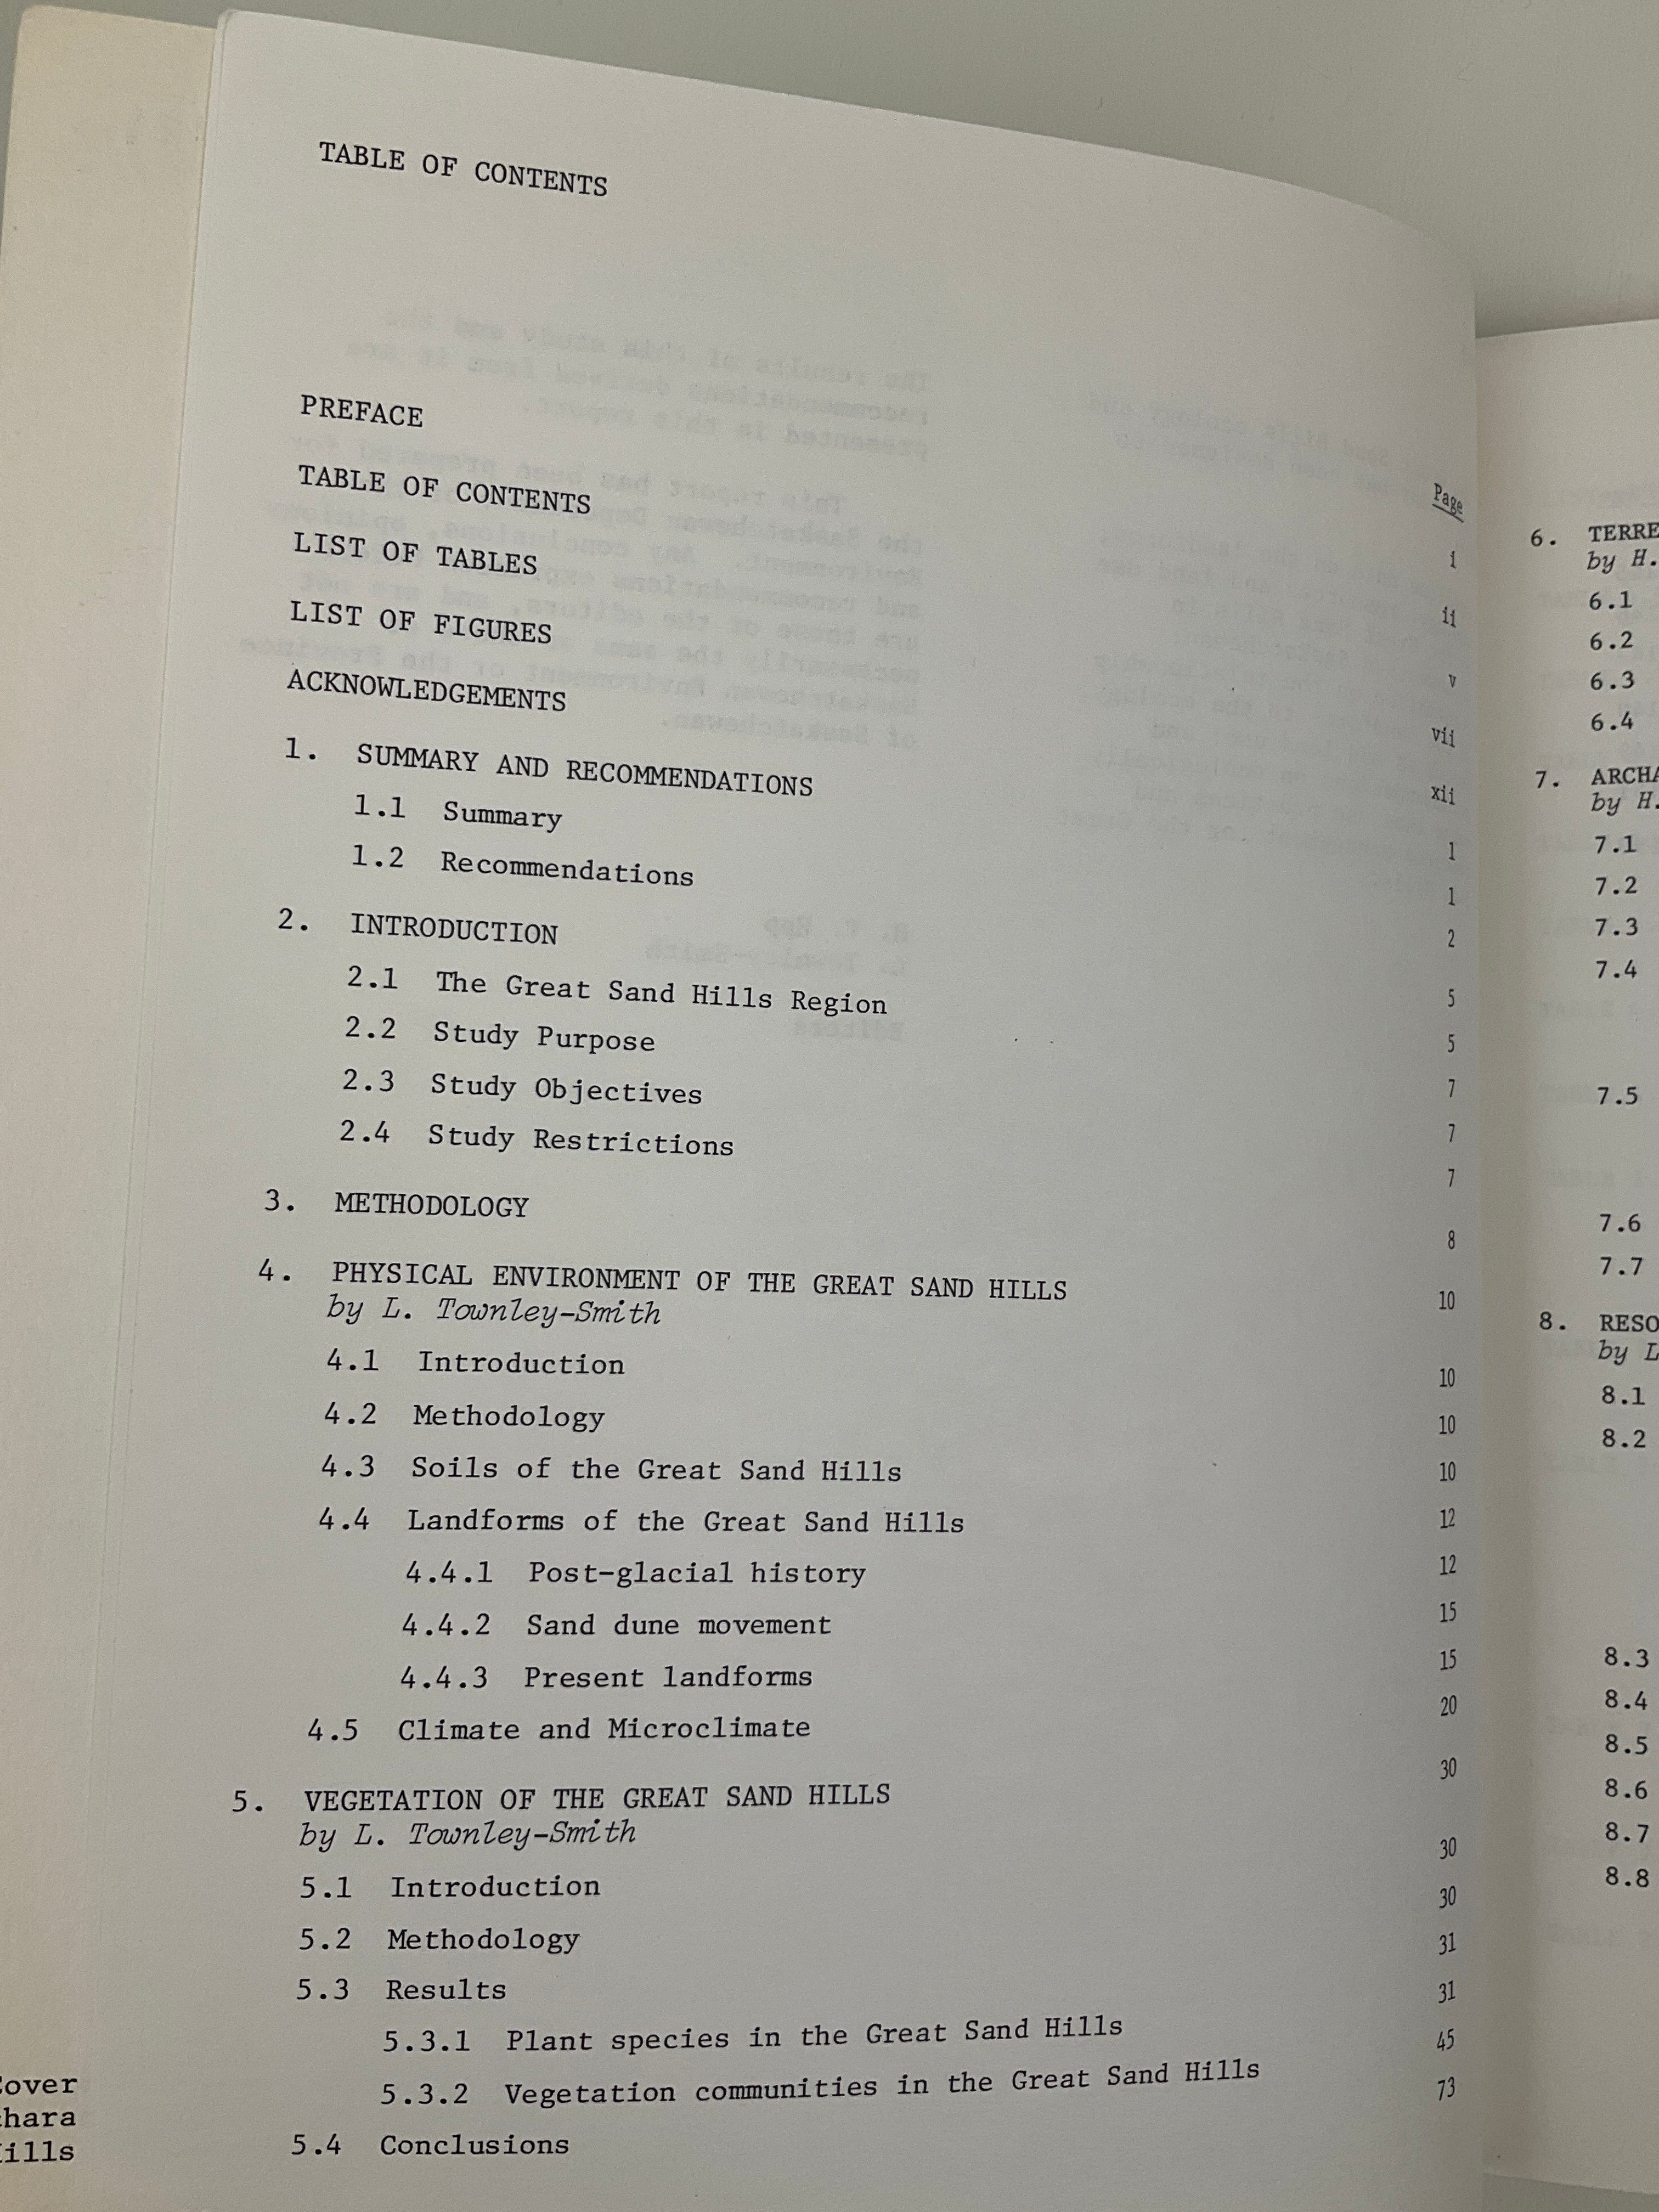 TABLE OF CONTENTS
Page
PREFACE i
TABLE OF CONTENTS ii
LIST OF TABLES v
LIST OF FIGURES vii
ACKNOWLEDGEMENTS xii
1. SUMMARY AND RECOMMENDATIONS 1
1.1 Summary 1
1.2 Recommendations 2
2. INTRODUCTION 5
2.1 The Great Sand Hills Region 5
2.2 Study Purpose 7
2.3 Study Objectives 7
2.4 Study Restrictions 7
3. METHODOLOGY 8
4. PHYSICAL ENVIRONMENT OF THE GREAT SAND HILLS 10
by L. Townley-Smith
4.1 Introduction 10
4.2 Methodology 10
4.3 Soils of the Great Sand Hills 10
4.4 Landforms of the Great Sand Hills 12
4.4.1 Post-glacial history 12
4.4.2 Sand dune movement 15
4.4.3 Present landforms 15
4.5 Climate and Microclimate 20
5. VEGETATION OF THE GREAT SAND HILLS 30
by L. Townley-Smith
5.1 Introduction 30
5.2 Methodology 30
5.3 Results 31
5.3.1 Plant species in the Great Sand Hills 31
5.3.2 Vegetation communities in the Great Sand Hills 45
5.4 Conclusions 73
6. TERRE
by H.
6.1
6.2
6.3
6.4
7. ARCHA
by H.
7.1
7.2
7.3
7.4
7.5
7.6
7.7
8. RESO
by L
8.1
8.2
8.3
8.4
8.5
8.6
8.7
8.8
over
hara
ills